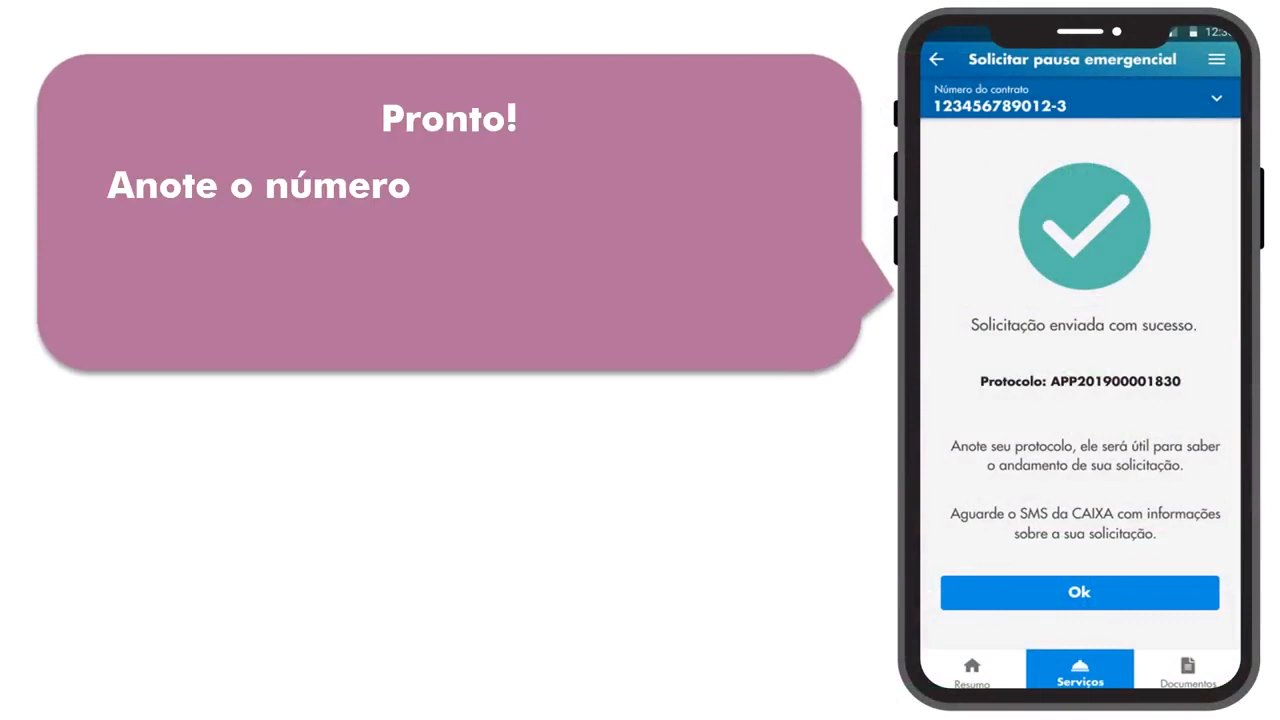 Pronto!
Anote o número
Solicitar pausa emergencial
Número do contrato
123456789012-3
Solicitação enviada com sucesso.
Protocolo: APP201900001830
Anote seu protocolo, ele será útil para saber
o andamento de sua solicitação.
Aguarde o SMS da CAIXA com informações
sobre a sua solicitação.
Ok
Resumo
Serviços
Documentos